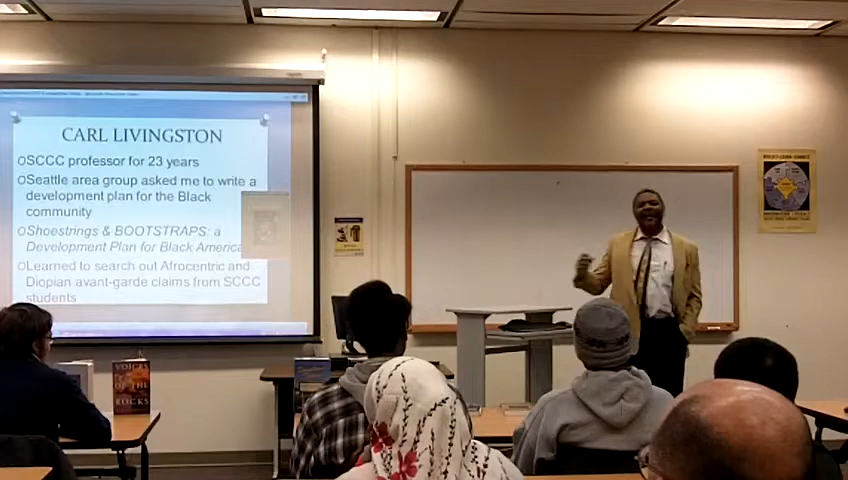 CARL LIVINGSTON
SCCC professor for 23 years
Seattle area group asked me to write a
development plan for the Black
community
Shoestrings & BOOTSTRAPS: a
Development Plan for Black America
Learned to search out Afrocentric and
Diopian avant-garde claims from SCCC
students
VOICES
OF THE
ROCKS